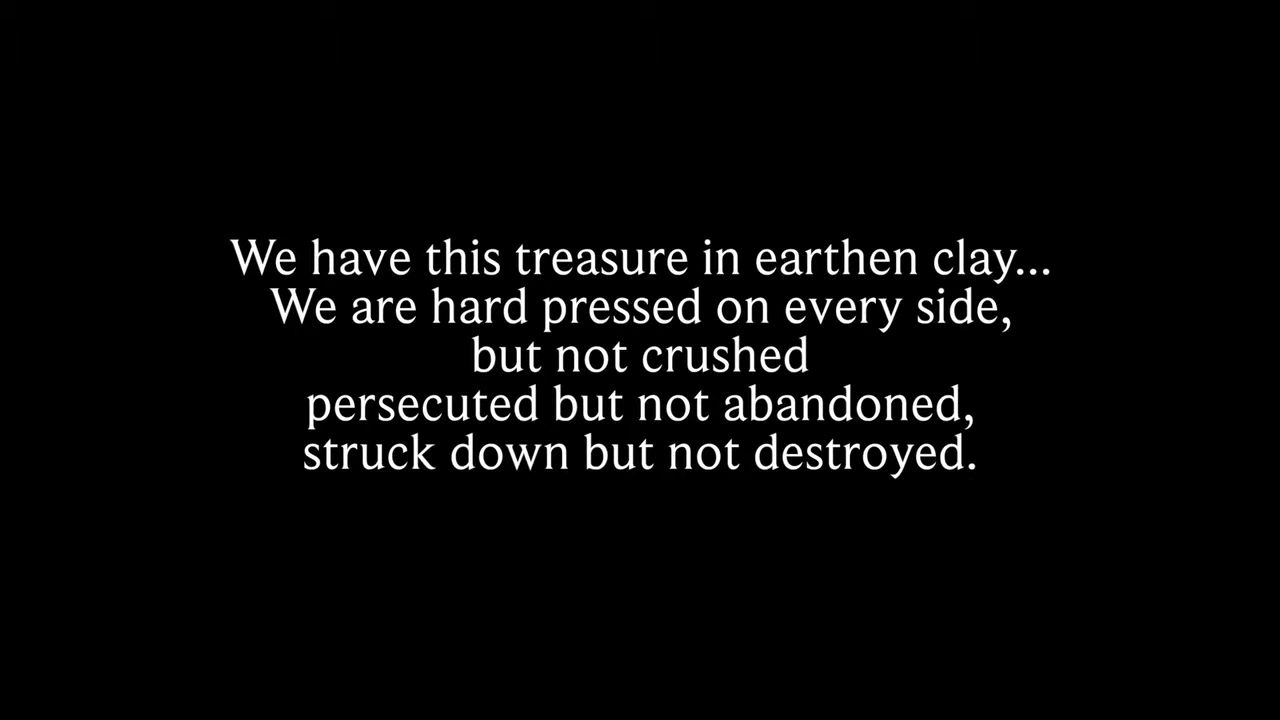 We have this treasure in earthen clay...
We are hard pressed on every side,
but not crushed
persecuted but not abandoned,
struck down but not destroyed.